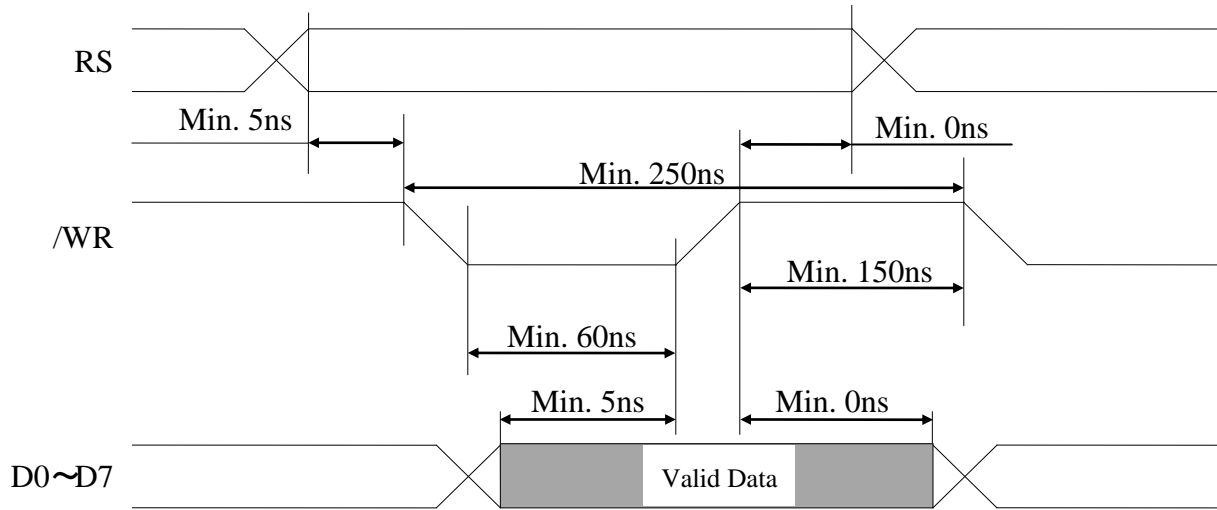 RS
Min. 5ns
Min. 0ns
Min. 250ns
/WR
Min. 150ns
Min. 60ns
Min. 5ns
Min. 0ns
D0~D7
Valid Data